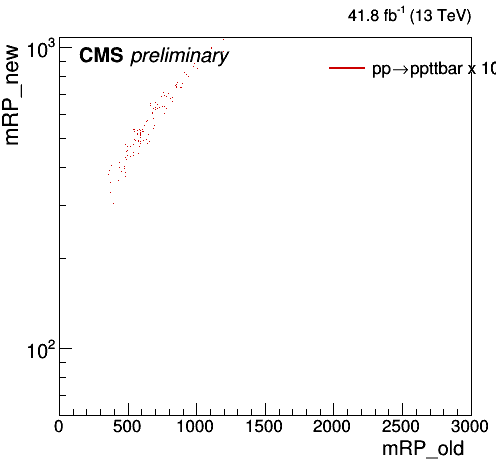 41.8 fb⁻¹ (13 TeV)
CMS preliminary
pp→ppttbar x 10
mRP_new
10³
10²
0 500 1000 1500 2000 2500 3000
mRP_old